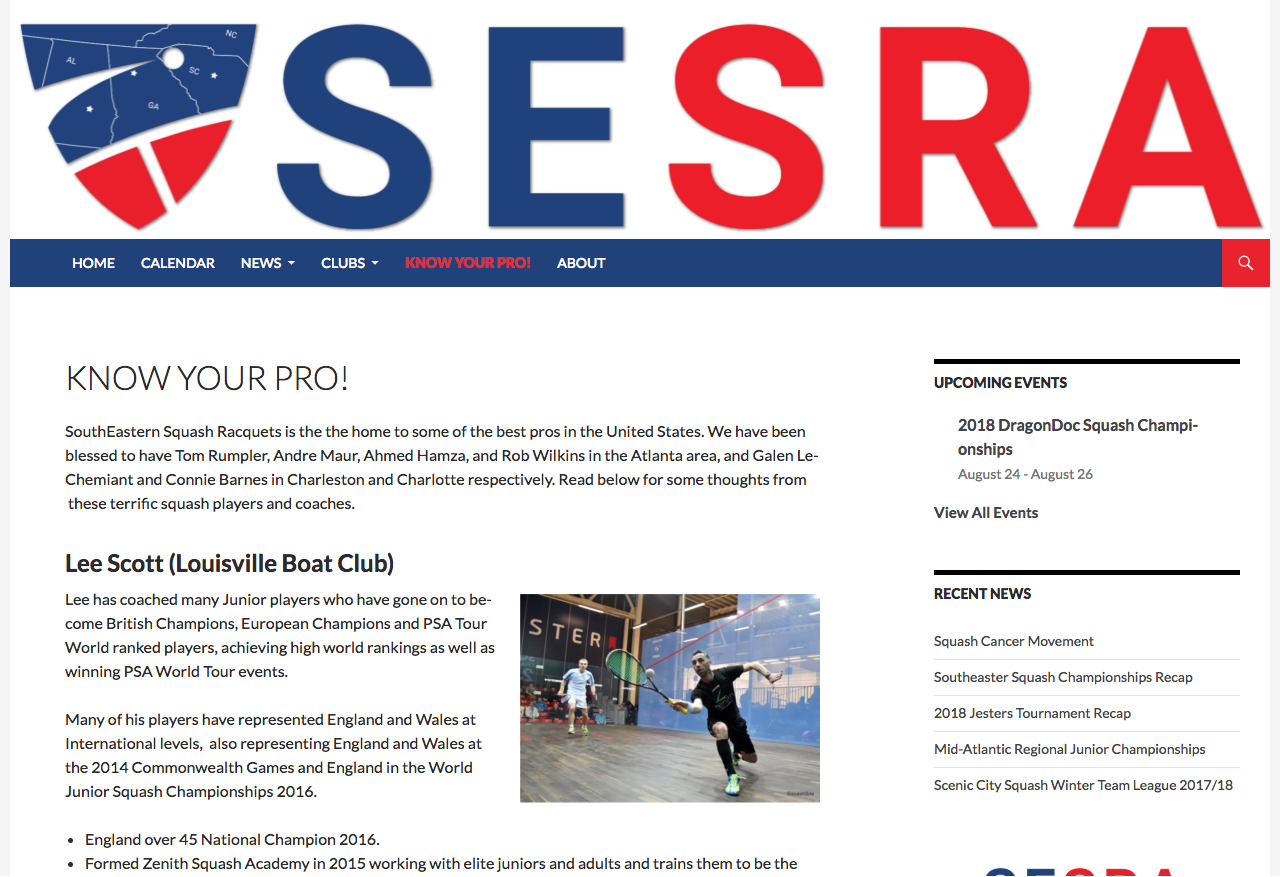 NC
AL
SC
GA
SESRA
HOME CALENDAR NEWS CLUBS KNOW YOUR PRO! ABOUT
KNOW YOUR PRO!
SouthEastern Squash Racquets is the the home to some of the best pros in the United States. We have been
blessed to have Tom Rumpler, Andre Maur, Ahmed Hamza, and Rob Wilkins in the Atlanta area, and Galen Le-
Chemiant and Connie Barnes in Charleston and Charlotte respectively. Read below for some thoughts from
these terrific squash players and coaches.
Lee Scott (Louisville Boat Club)
Lee has coached many Junior players who have gone on to be-
come British Champions, European Champions and PSA Tour
World ranked players, achieving high world rankings as well as
winning PSA World Tour events.
Many of his players have represented England and Wales at
International levels, also representing England and Wales at
the 2014 Commonwealth Games and England in the World
Junior Squash Championships 2016.
STER
• England over 45 National Champion 2016.
• Formed Zenith Squash Academy in 2015 working with elite juniors and adults and trains them to be the
UPCOMING EVENTS
2018 DragonDoc Squash Champi-
onships
August 24 - August 26
View All Events
RECENT NEWS
Squash Cancer Movement
Southeaster Squash Championships Recap
2018 Jesters Tournament Recap
Mid-Atlantic Regional Junior Championships
Scenic City Squash Winter Team League 2017/18
SESRA